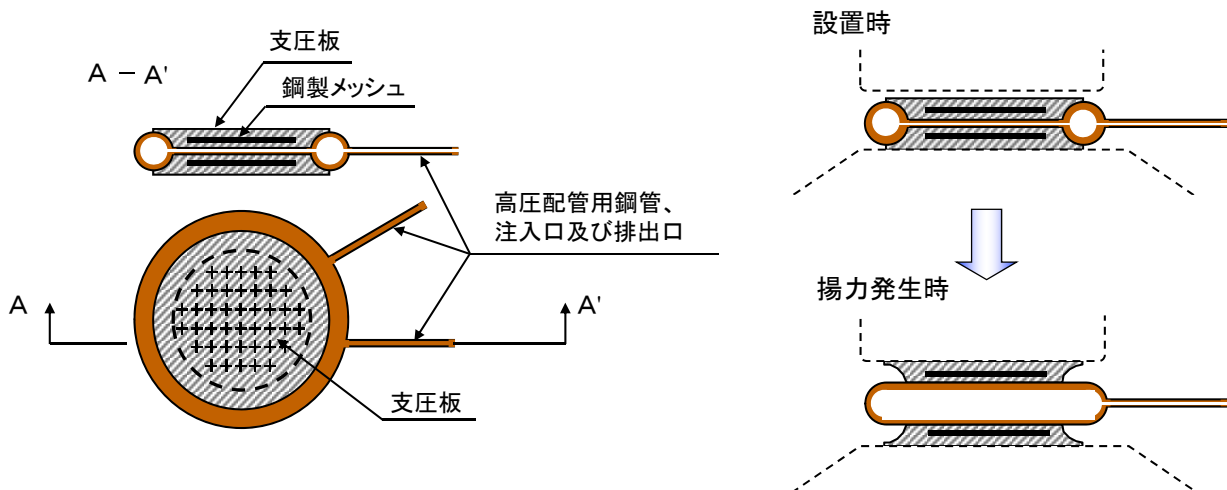 支圧板
A － A'
鋼製メッシュ
高圧配管用鋼管、
注入口及び排出口
A
A'
支圧板
設置時
揚力発生時